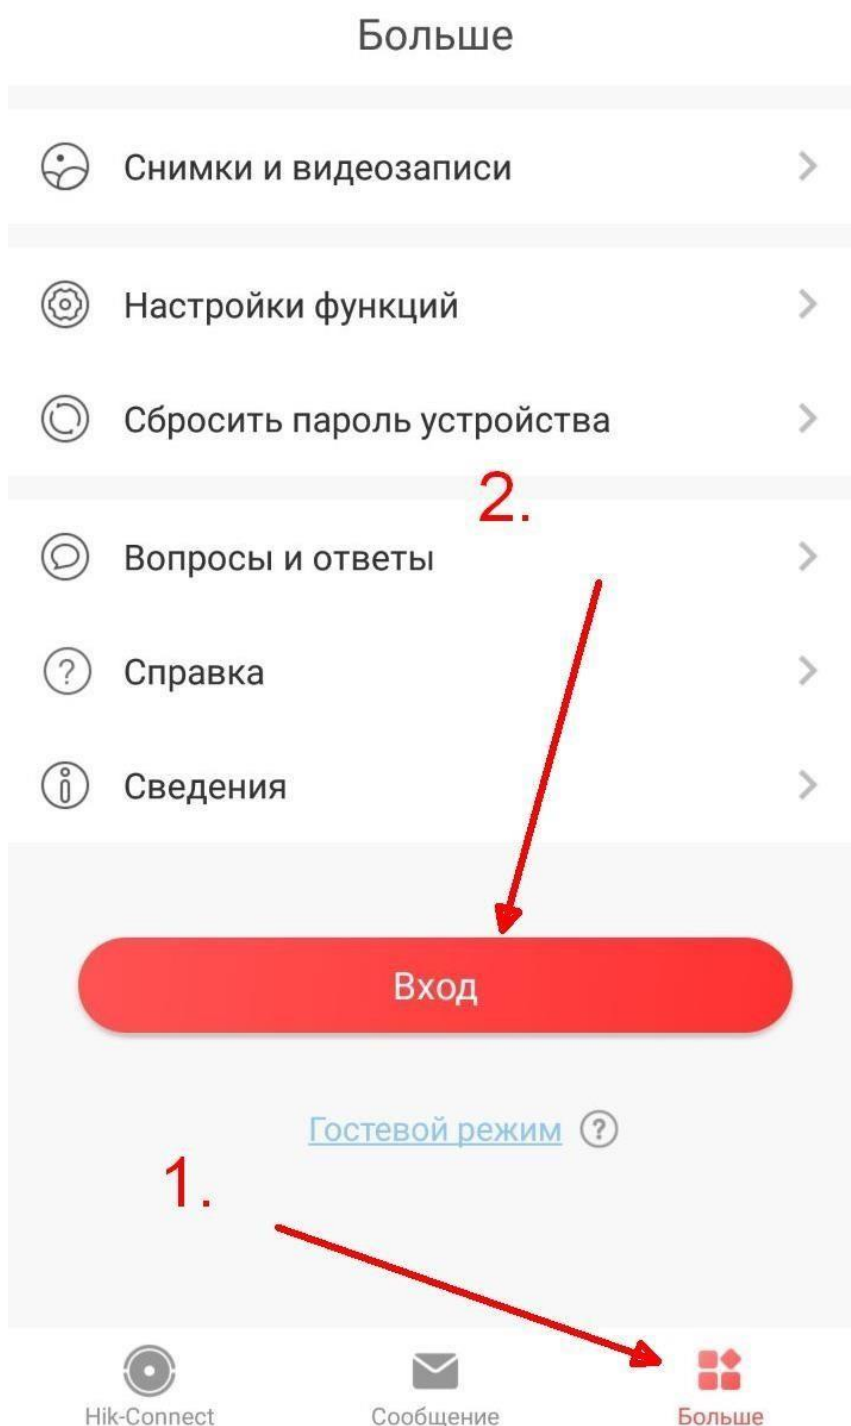 Больше
Снимки и видеозаписи
Настройки функций
Сбросить пароль устройства
2.
Вопросы и ответы
Справка
Сведения
Вход
Гостевой режим ?
1.
Hik-Connect
Сообщение
Больше